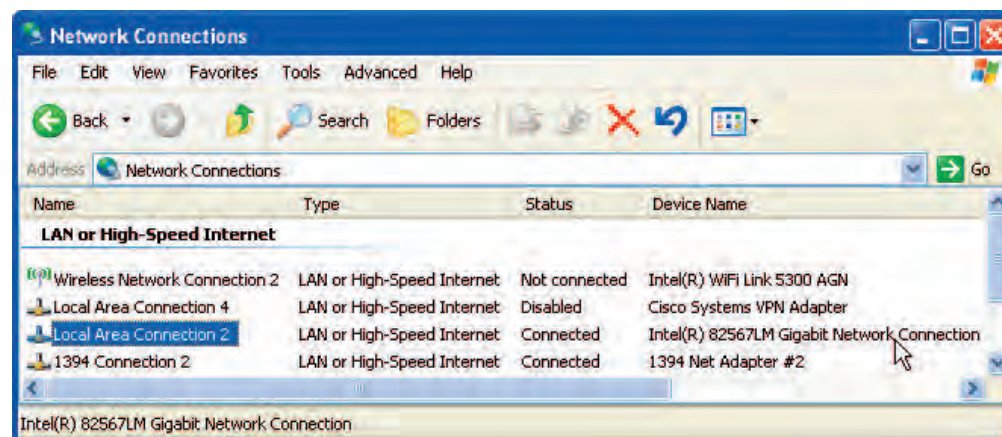 Network Connections
File Edit View Favorites Tools Advanced Help
Back Search Folders
Address Network Connections Go
Name Type Status Device Name
LAN or High-Speed Internet
Wireless Network Connection 2 LAN or High-Speed Internet Not connected Intel(R) WiFi Link 5300 AGN
Local Area Connection 4 LAN or High-Speed Internet Disabled Cisco Systems VPN Adapter
Local Area Connection 2 LAN or High-Speed Internet Connected Intel(R) 82567LM Gigabit Network Connection
1394 Connection 2 LAN or High-Speed Internet Connected 1394 Net Adapter #2
Intel(R) 82567LM Gigabit Network Connection